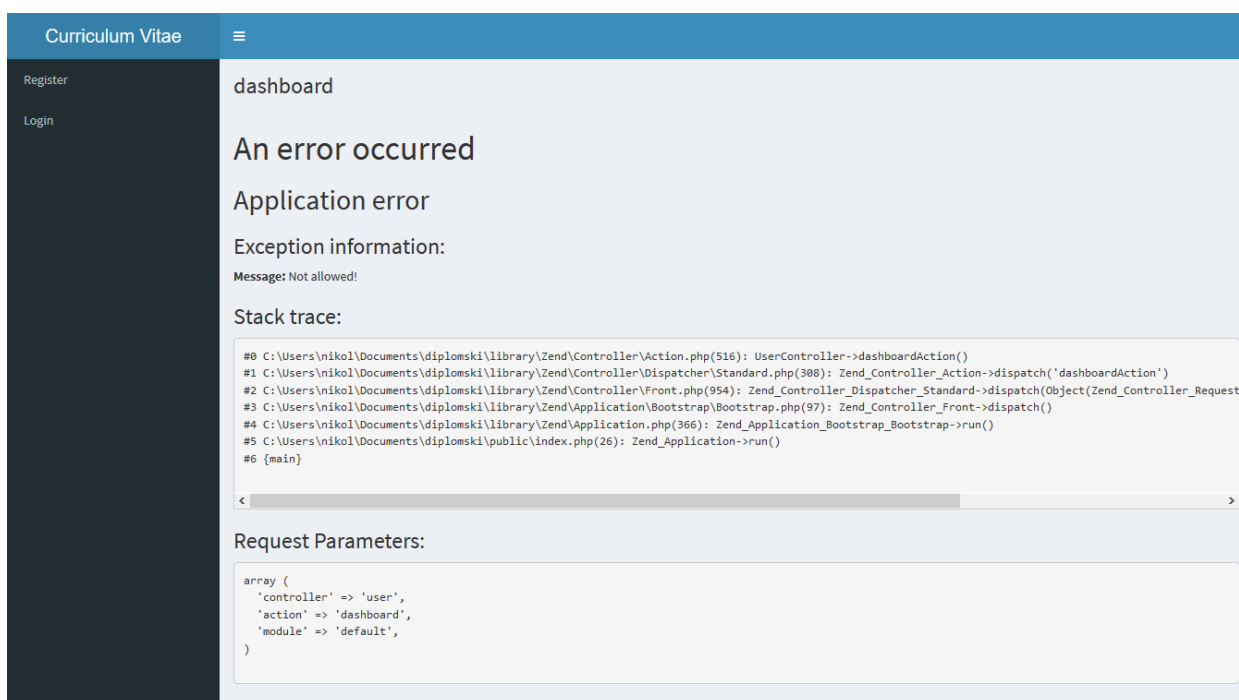 Curriculum Vitae
Register
Login
dashboard
An error occurred
Application error
Exception information:
Message: Not allowed!
Stack trace:
#0 C:\Users\nikol\Documents\diplomski\library\Zend\Controller\Action.php(516): UserController->dashboardAction()
#1 C:\Users\nikol\Documents\diplomski\library\Zend\Controller\Dispatcher\Standard.php(308): Zend_Controller_Action->dispatch('dashboardAction')
#2 C:\Users\nikol\Documents\diplomski\library\Zend\Controller\Front.php(954): Zend_Controller_Dispatcher_Standard->dispatch(Object(Zend_Controller_Request
#3 C:\Users\nikol\Documents\diplomski\library\Zend\Application\Bootstrap\Bootstrap.php(97): Zend_Controller_Front->dispatch()
#4 C:\Users\nikol\Documents\diplomski\library\Zend\Application.php(366): Zend_Application_Bootstrap_Bootstrap->run()
#5 C:\Users\nikol\Documents\diplomski\public\index.php(26): Zend_Application->run()
#6 {main}
Request Parameters:
array (
  'controller' => 'user',
  'action' => 'dashboard',
  'module' => 'default',
)